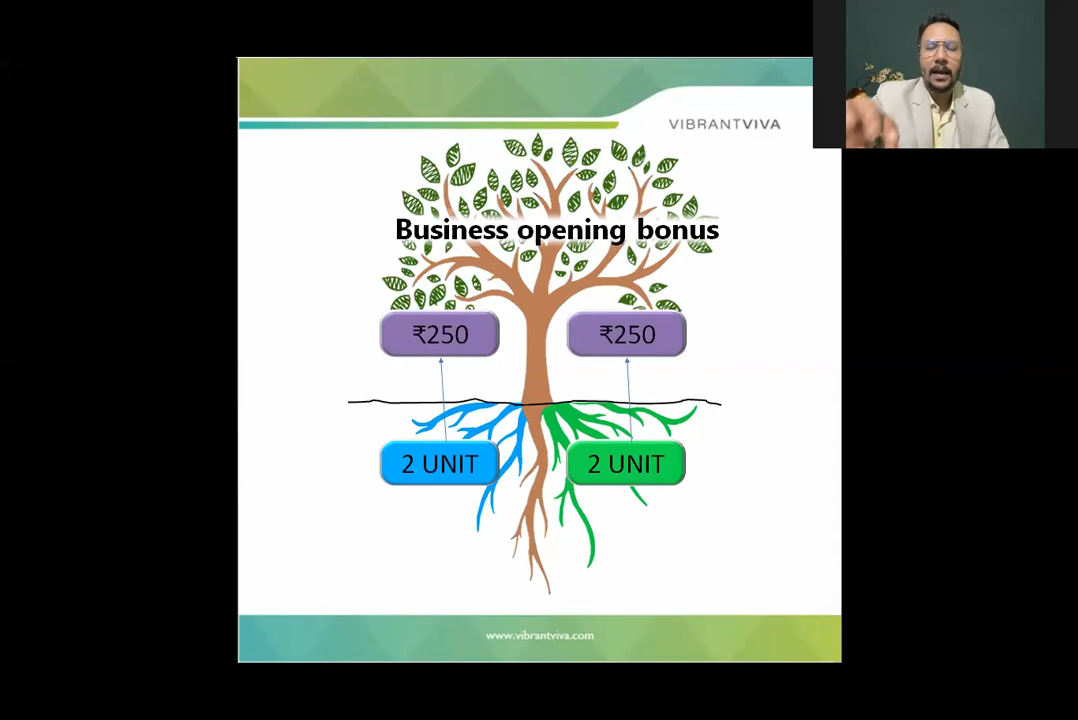 VIBRANTVIVA
Business opening bonus
₹250 ₹250
2 UNIT 2 UNIT
www.vibrantviva.com